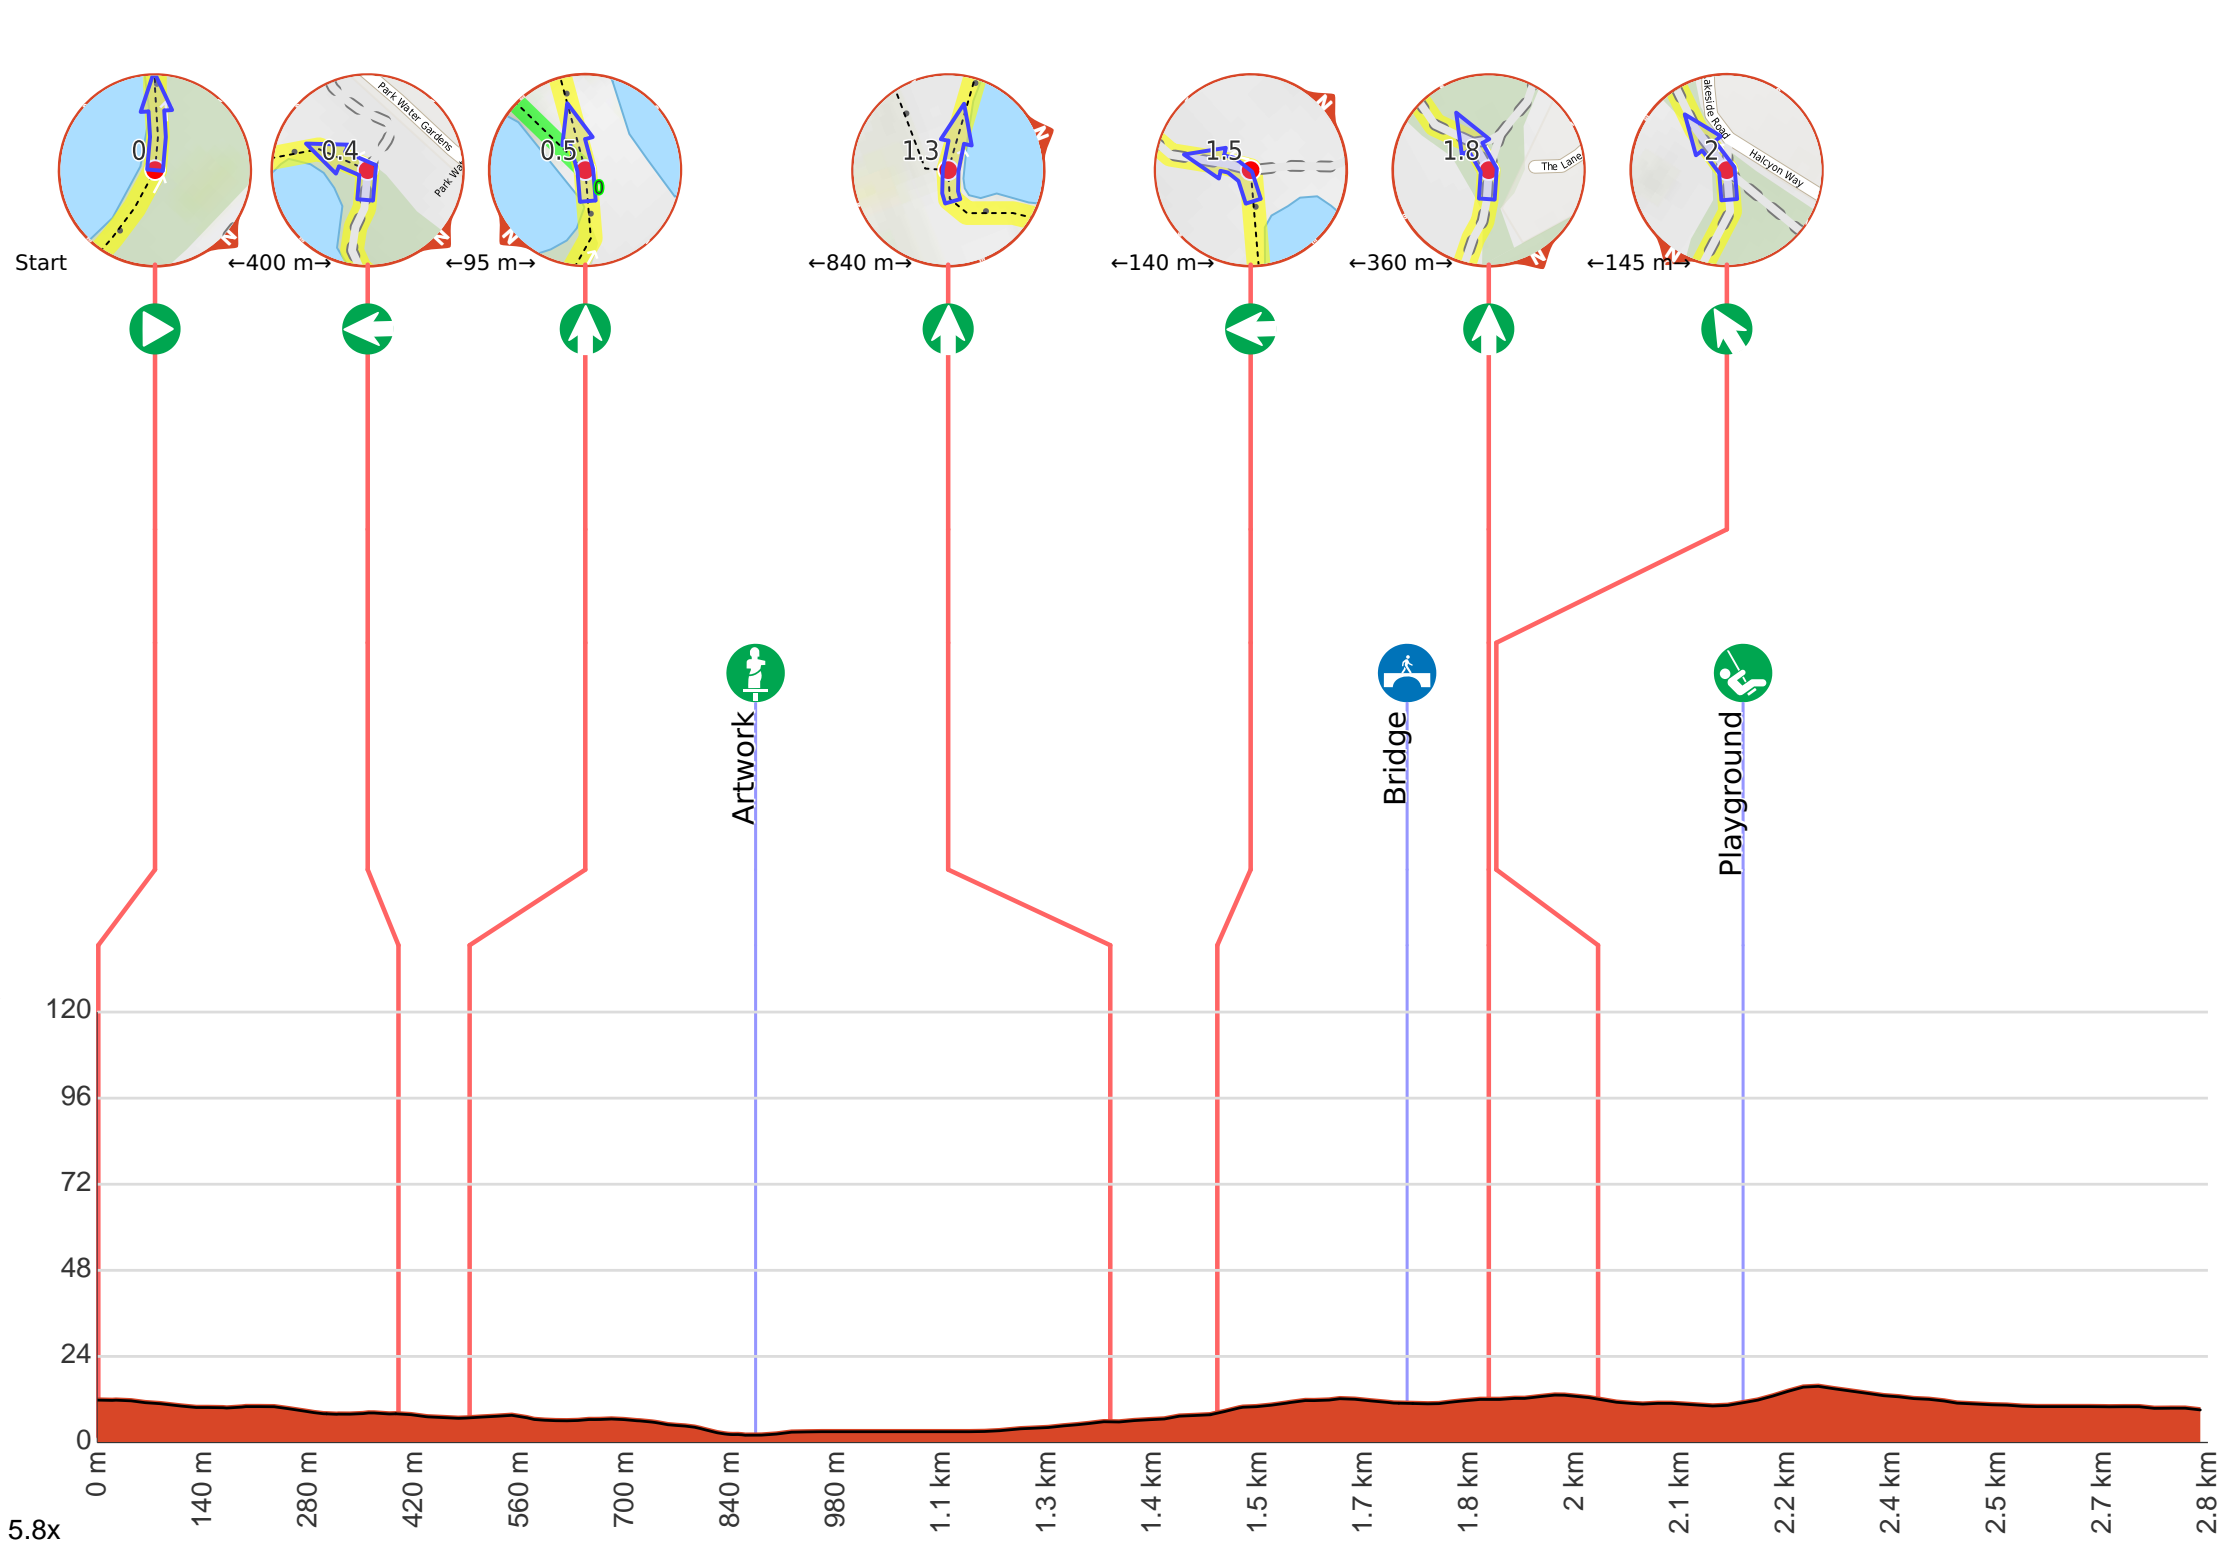 Park Water Gardens
Park Wa
akeside Road
Halcyon Way
The Lane
0
0.4
0.5
0
1.3
1.5
1.8
2
N
N
N
N
N
N
N
Start
←400 m→
←95 m→
←840 m→
←140 m→
←360 m→
←145 m→
Artwork
Bridge
Playground
120
96
72
48
24
0
0 m
140 m
280 m
420 m
560 m
700 m
840 m
980 m
1.1 km
1.3 km
1.4 km
1.5 km
1.7 km
1.8 km
2 km
2.1 km
2.2 km
2.4 km
2.5 km
2.7 km
2.8 km
5.8x